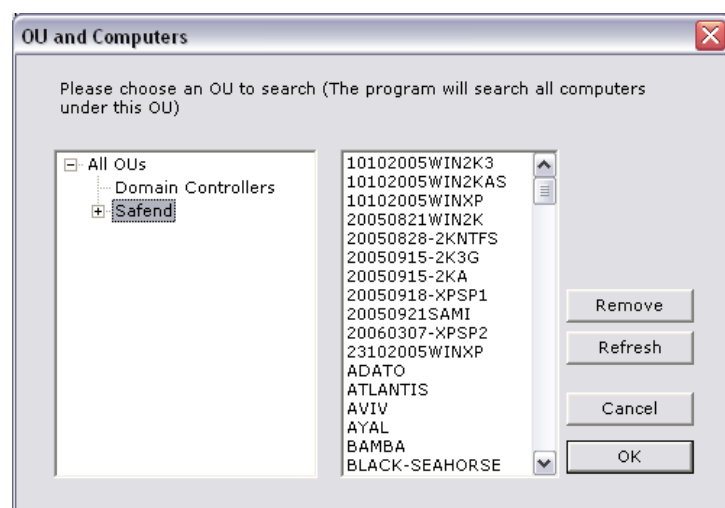 OU and Computers
Please choose an OU to search (The program will search all computers
under this OU)
All OUs
Domain Controllers
Safend
10102005WIN2K3
10102005WIN2KAS
10102005WINXP
20050821WIN2K
20050828-2KNTFS
20050915-2K3G
20050915-2KA
20050918-XPSP1
20050921SAMI
20060307-XPSP2
23102005WINXP
ADATO
ATLANTIS
AVIV
AYAL
BAMBA
BLACK-SEAHORSE
Remove
Refresh
Cancel
OK